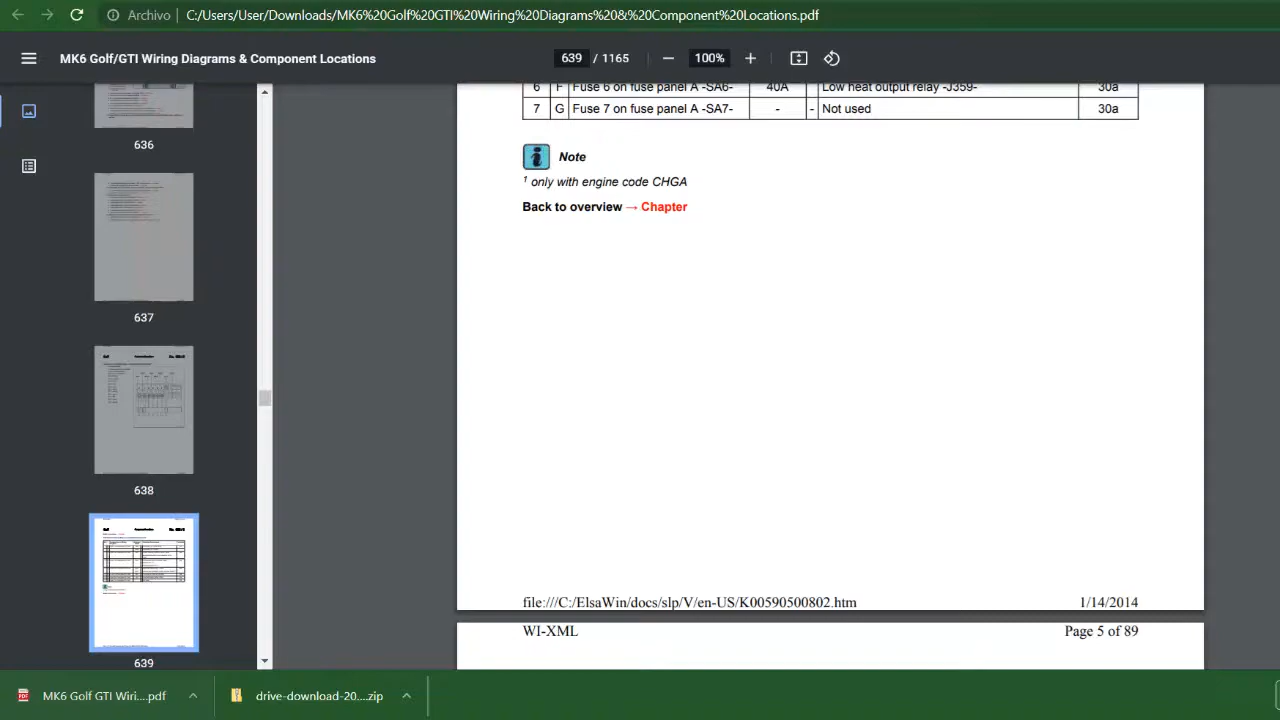 Archivo | C:/Users/User/Downloads/MK6%20Golf%20GTI%20Wiring%20Diagrams%20&%20Component%20Locations.pdf
MK6 Golf/GTI Wiring Diagrams & Component Locations
639 / 1165
100%
6 F Fuse 6 on fuse panel A -SA6- 40A Low heat output relay -J359- 30a
7 G Fuse 7 on fuse panel A -SA7- - - Not used 30a
Note
1 only with engine code CHGA
Back to overview → Chapter
636
637
638
639
file:///C:/ElsaWin/docs/slp/V/en-US/K00590500802.htm 1/14/2014
WI-XML Page 5 of 89
MK6 Golf GTI Wiri....pdf
drive-download-20....zip